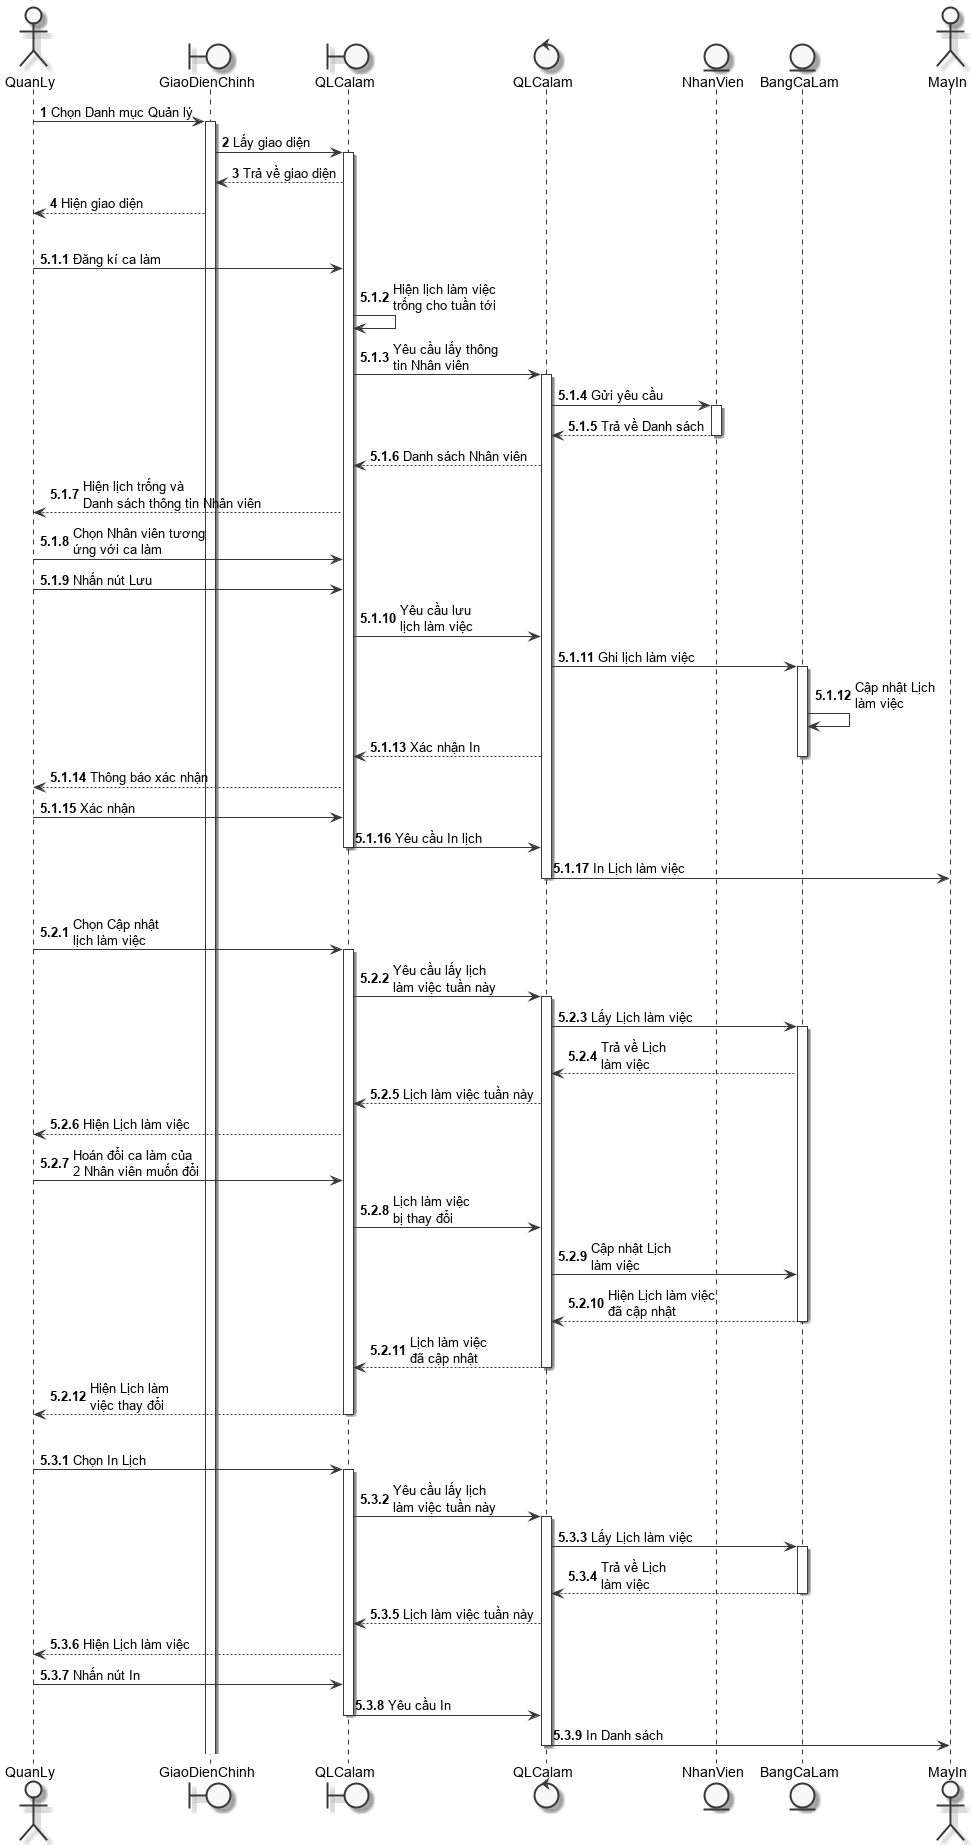 QuanLy
GiaoDienChinh
QLCalam
QLCalam
NhanVien
BangCaLam
MayIn
1 Chọn Danh mục Quản lý
2 Lấy giao diện
3 Trả về giao diện
4 Hiện giao diện
5.1.1 Đăng kí ca làm
5.1.2 Hiện lịch làm việc
trống cho tuần tới
5.1.3 Yêu cầu lấy thông
tin Nhân viên
5.1.4 Gửi yêu cầu
5.1.5 Trả về Danh sách
5.1.6 Danh sách Nhân viên
5.1.7 Hiện lịch trống và
Danh sách thông tin Nhân viên
5.1.8 Chọn Nhân viên tương
ứng với ca làm
5.1.9 Nhấn nút Lưu
5.1.10 Yêu cầu lưu
lịch làm việc
5.1.11 Ghi lịch làm việc
5.1.12 Cập nhật Lịch
làm việc
5.1.13 Xác nhận In
5.1.14 Thông báo xác nhận
5.1.15 Xác nhận
5.1.16 Yêu cầu In lịch
5.1.17 In Lịch làm việc
5.2.1 Chọn Cập nhật
lịch làm việc
5.2.2 Yêu cầu lấy lịch
làm việc tuần này
5.2.3 Lấy Lịch làm việc
5.2.4 Trả về Lịch
làm việc
5.2.5 Lịch làm việc tuần này
5.2.6 Hiện Lịch làm việc
5.2.7 Hoán đổi ca làm của
2 Nhân viên muốn đổi
5.2.8 Lịch làm việc
bị thay đổi
5.2.9 Cập nhật Lịch
làm việc
5.2.10 Hiện Lịch làm việc
đã cập nhật
5.2.11 Lịch làm việc
đã cập nhật
5.2.12 Hiện Lịch làm
việc thay đổi
5.3.1 Chọn In Lịch
5.3.2 Yêu cầu lấy lịch
làm việc tuần này
5.3.3 Lấy Lịch làm việc
5.3.4 Trả về Lịch
làm việc
5.3.5 Lịch làm việc tuần này
5.3.6 Hiện Lịch làm việc
5.3.7 Nhấn nút In
5.3.8 Yêu cầu In
5.3.9 In Danh sách
QuanLy
GiaoDienChinh
QLCalam
QLCalam
NhanVien
BangCaLam
MayIn